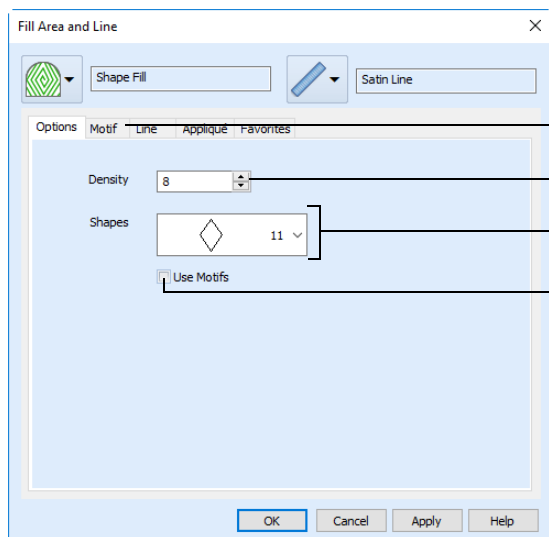 Fill Area and Line
Shape Fill
Satin Line
Options Motif Line Appliqué Favorites
Density 8
Shapes 11
Use Motifs
OK Cancel Apply Help